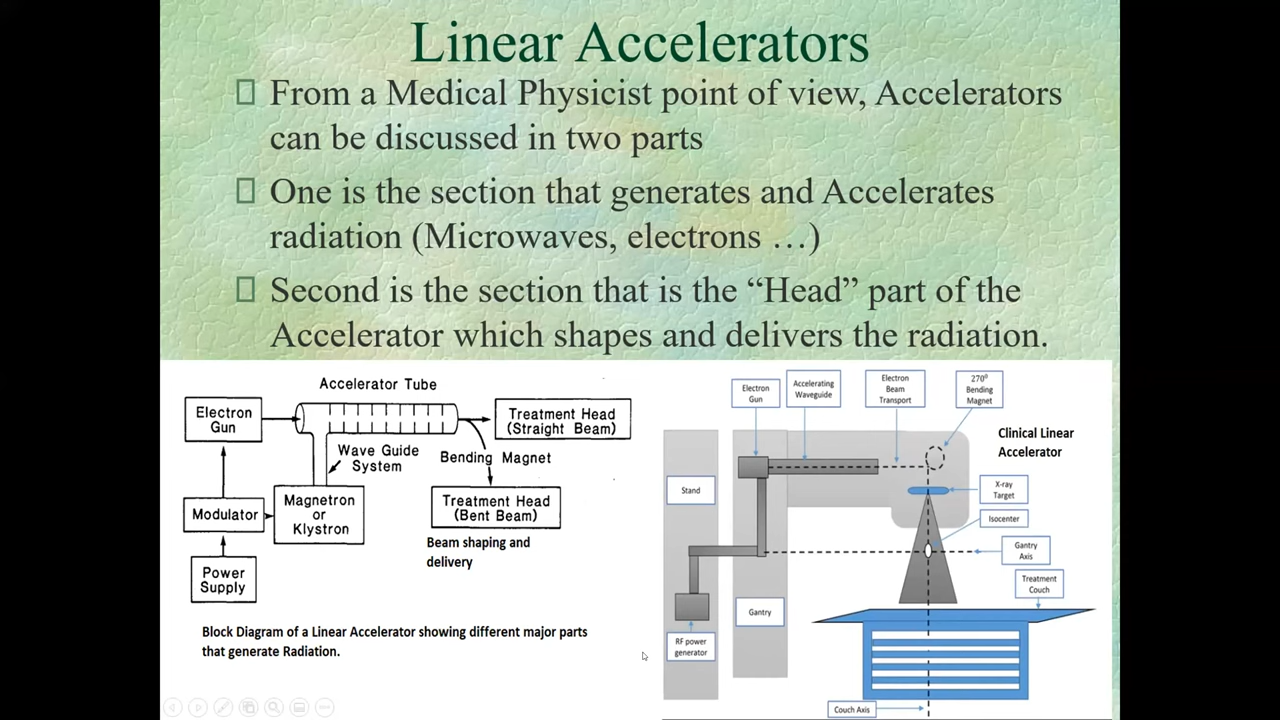 Linear Accelerators
From a Medical Physicist point of view, Accelerators
can be discussed in two parts
One is the section that generates and Accelerates
radiation (Microwaves, electrons …)
Second is the section that is the “Head” part of the
Accelerator which shapes and delivers the radiation.
Accelerator Tube
Electron
Gun
Treatment Head
(Straight Beam)
Wave Guide
System
Bending Magnet
Modulator
Magnetron
or
Klystron
Treatment Head
(Bent Beam)
Beam shaping and
delivery
Power
Supply
Block Diagram of a Linear Accelerator showing different major parts
that generate Radiation.
Electron
Gun
Accelerating
Waveguide
Electron
Beam
Transport
270⁰
Bending
Magnet
Clinical Linear
Accelerator
Stand
X-ray
Target
Isocenter
Gantry
Axis
Treatment
Couch
Gantry
RF power
generator
Couch Axis